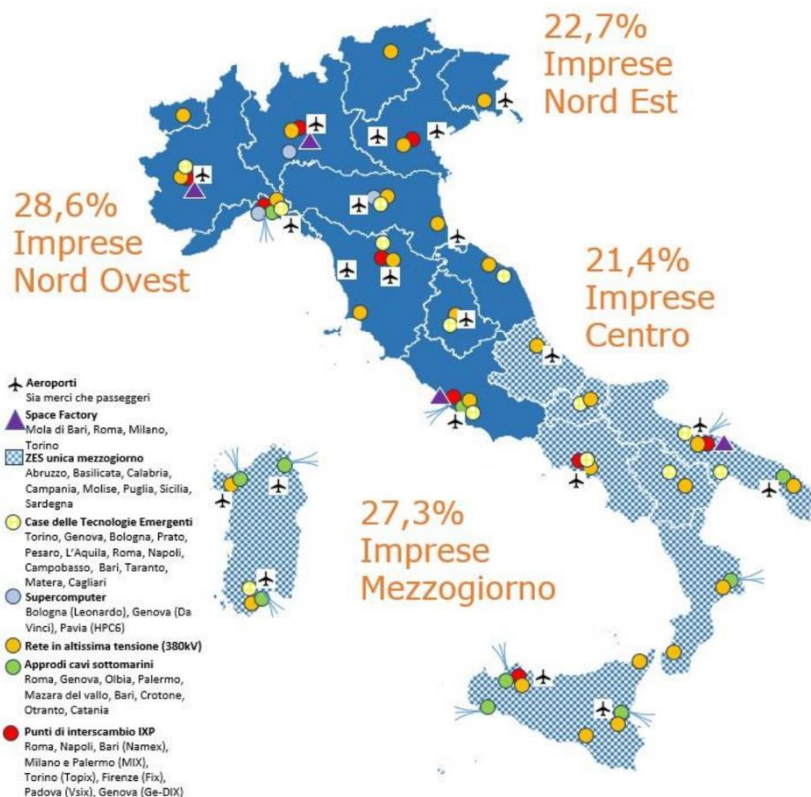 22,7%
Imprese
Nord Est
28,6%
Imprese
Nord Ovest
21,4%
Imprese
Centro
27,3%
Imprese
Mezzogiorno
Aeroporti
Sia merci che passeggeri
Space Factory
Mola di Bari, Roma, Milano,
Torino
ZES unica mezzogiorno
Abruzzo, Basilicata, Calabria,
Campania, Molise, Puglia, Sicilia,
Sardegna
Case delle Tecnologie Emergenti
Torino, Genova, Bologna, Prato,
Pesaro, L'Aquila, Roma, Napoli,
Campobasso, Bari, Taranto,
Matera, Cagliari
Supercomputer
Bologna (Leonardo), Genova (Da
Vinci), Pavia (HPC6)
Rete in altissima tensione (380kV)
Approdi cavi sottomarini
Roma, Genova, Olbia, Palermo,
Mazara del vallo, Bari, Crotone,
Otranto, Catania
Punti di interscambio IXP
Roma, Napoli, Bari (Namex),
Milano e Palermo (MIX),
Torino (Topix), Firenze (Fix),
Padova (Vsix), Genova (Ge-DIX)